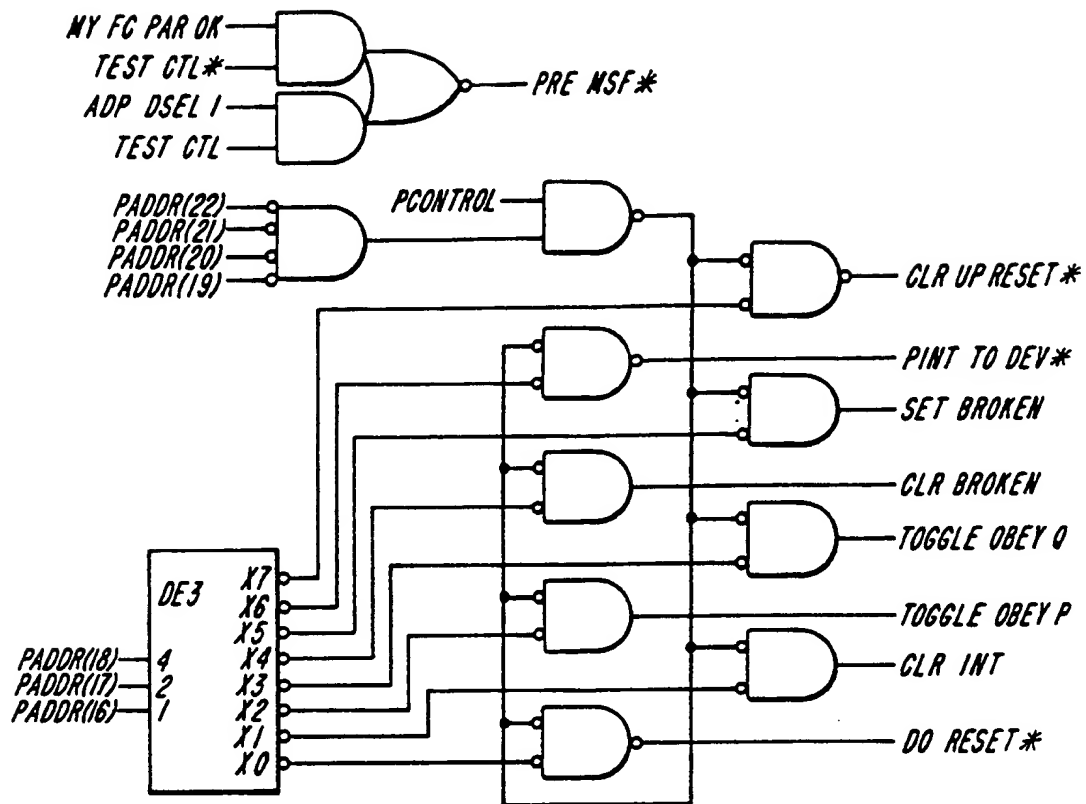 MY FC PAR OK
TEST CTL*
ADP DSEL 1
TEST CTL
PRE MSF*
PADDR(22)
PADDR(21)
PADDR(20)
PADDR(19)
PCONTROL
CLR UP RESET*
PINT TO DEV*
SET BROKEN
CLR BROKEN
TOGGLE OBEY Q
TOGGLE OBEY P
CLR INT
DO RESET*
DE3
X7
X6
X5
X4
X3
X2
X1
X0
PADDR(18) 4
PADDR(17) 2
PADDR(16) 1